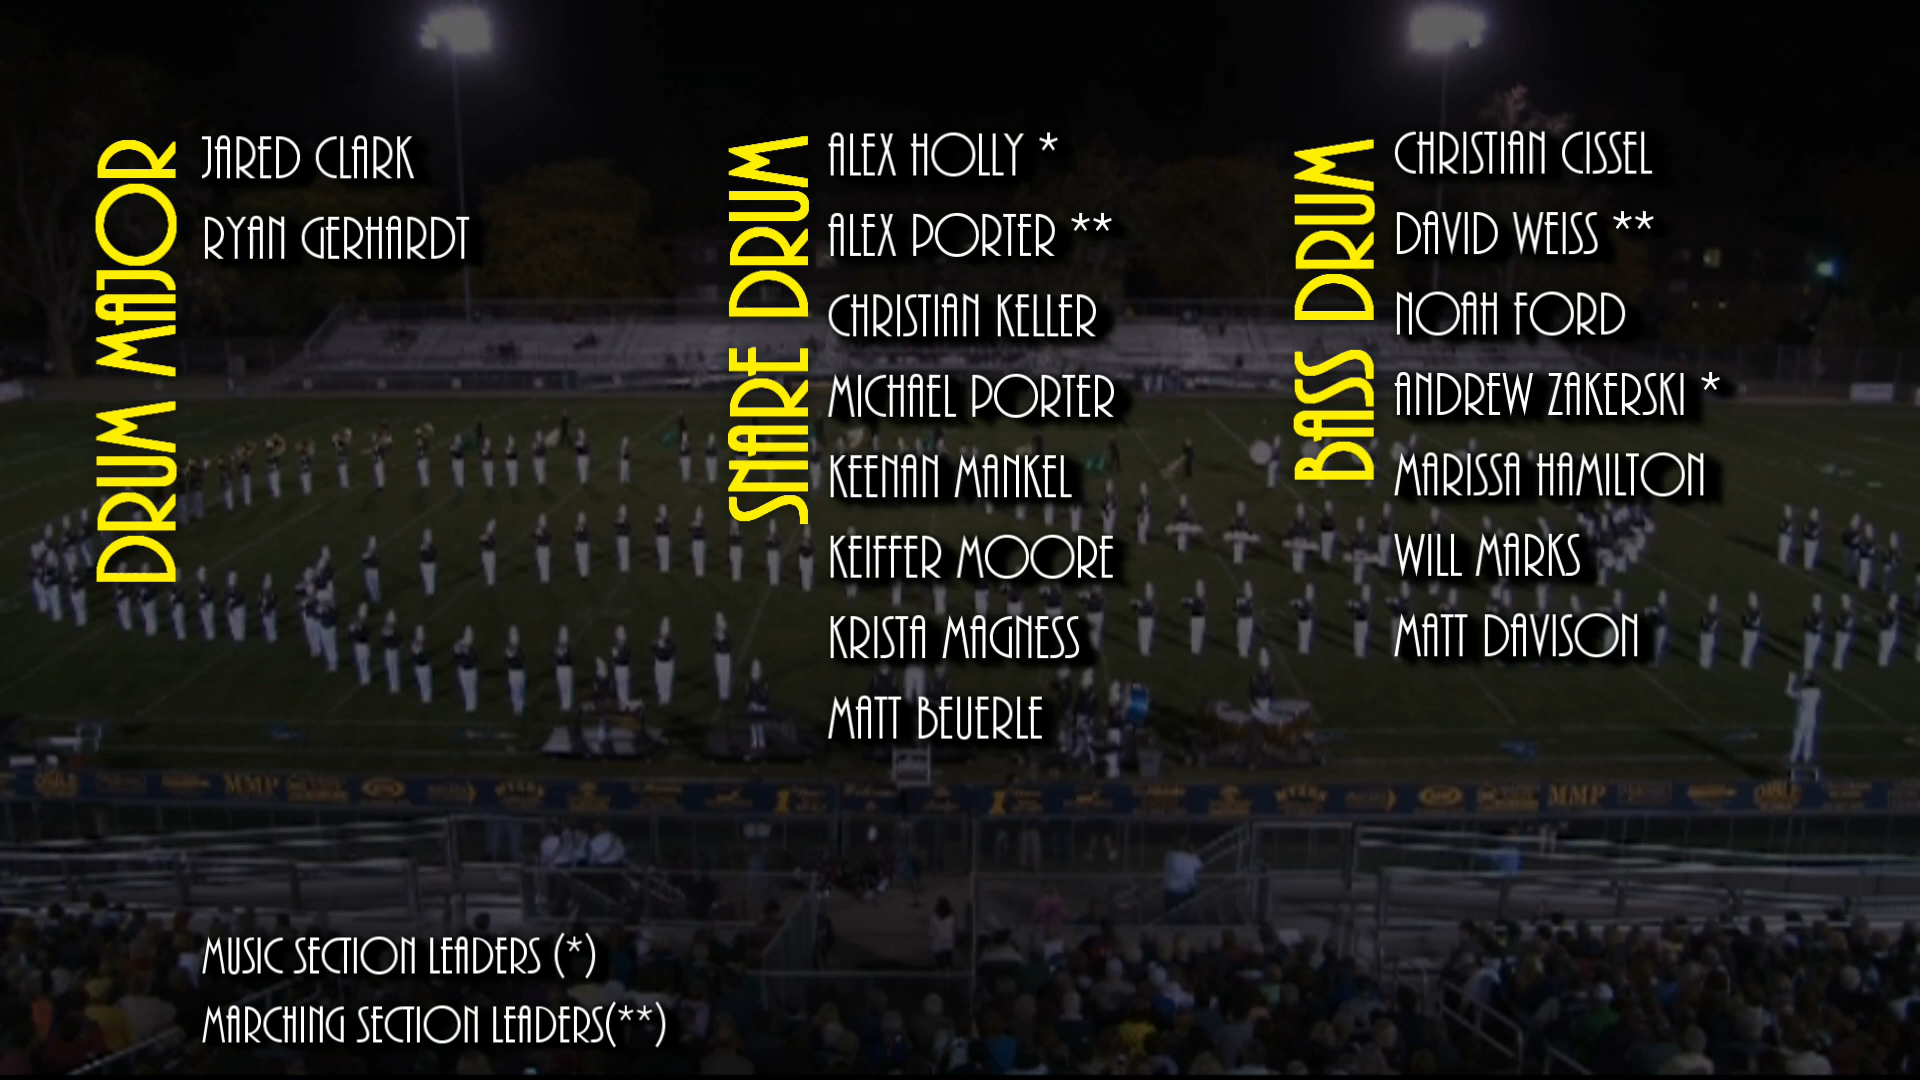 DRUM MAJOR
JARED CLARK
RYAN GERHARDT
SNARE DRUM
ALEX HOLLY *
ALEX PORTER **
CHRISTIAN KELLER
MICHAEL PORTER
KEENAN MANKEL
KEIFFER MOORE
KRISTA MAGNESS
MATT BEUERLE
BASS DRUM
CHRISTIAN CISSEL
DAVID WEISS **
NOAH FORD
ANDREW ZAKERSKI *
MARISSA HAMILTON
WILL MARKS
MATT DAVISON
MMP
MMP
MUSIC SECTION LEADERS (*)
MARCHING SECTION LEADERS(**)